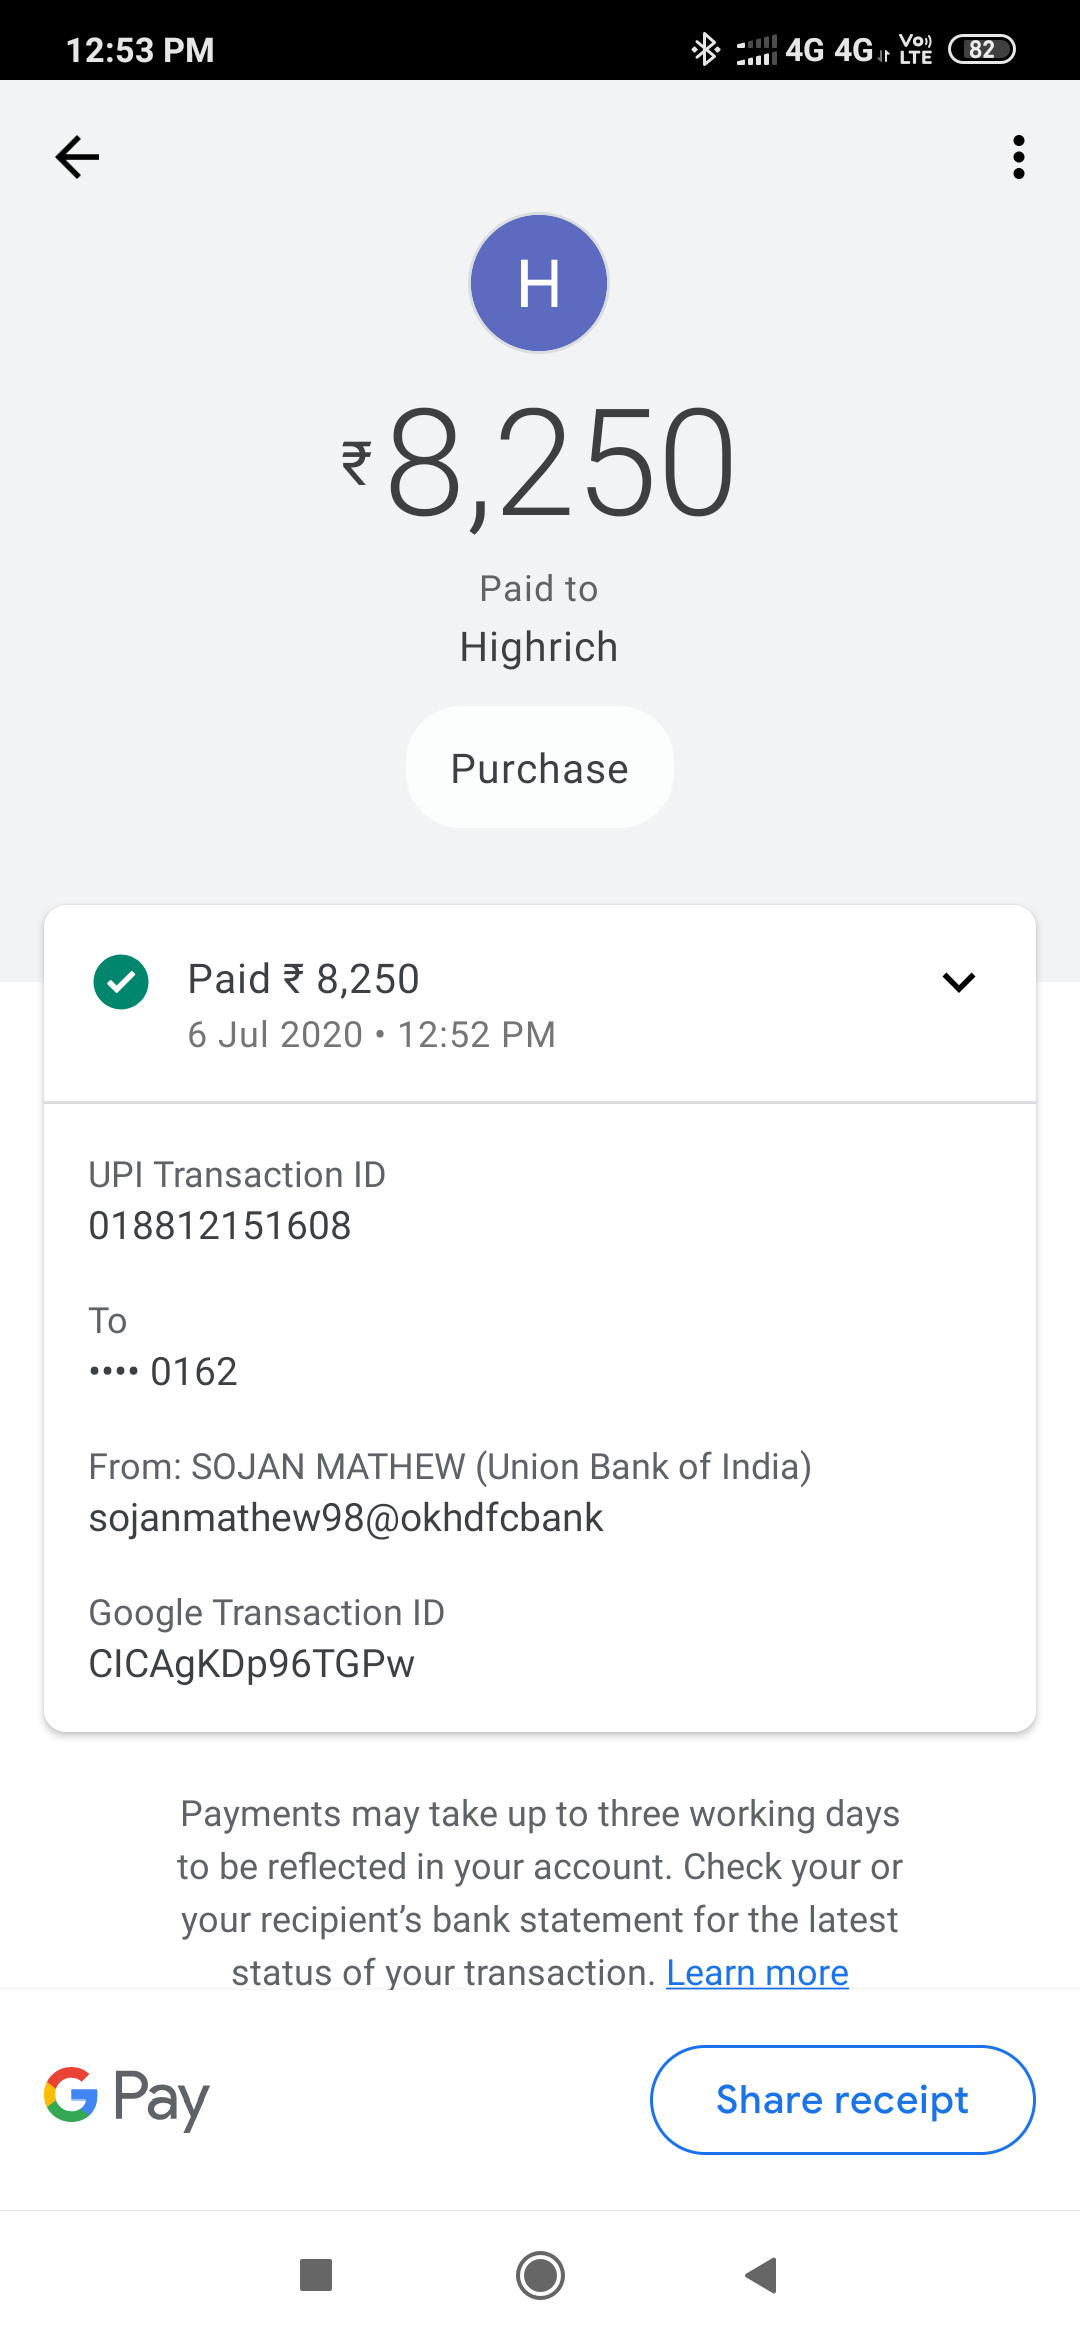 12:53 PM 4G 4G VoLTE 82
H
₹8,250
Paid to
Highrich
Purchase
Paid ₹ 8,250
6 Jul 2020 • 12:52 PM
UPI Transaction ID
018812151608
To
•••• 0162
From: SOJAN MATHEW (Union Bank of India)
sojanmathew98@okhdfcbank
Google Transaction ID
CICAgKDp96TGPw
Payments may take up to three working days
to be reflected in your account. Check your or
your recipient’s bank statement for the latest
status of your transaction. Learn more
G Pay
Share receipt